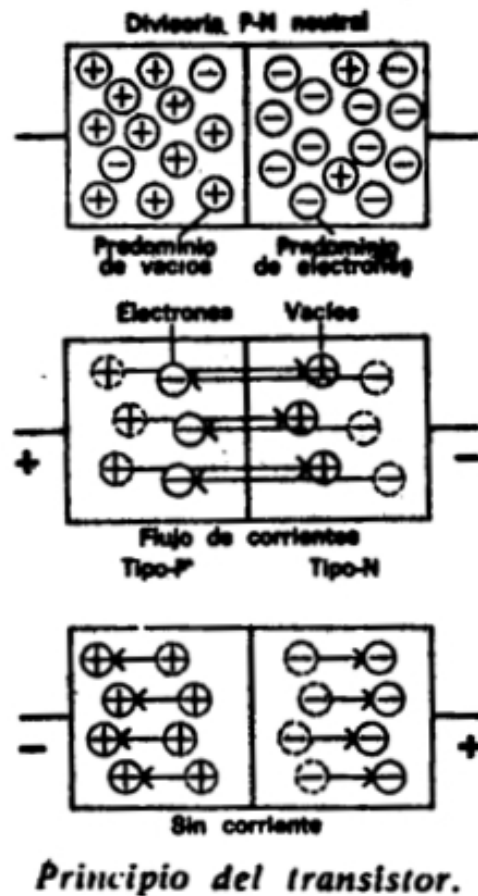 Divisoria P-N neutral
Predominio de vacíos
Predominio de electrones
Electrones Vacíos
+ -
Flujo de corrientes
Tipo-P Tipo-N
- +
Sin corriente
Principio del transistor.